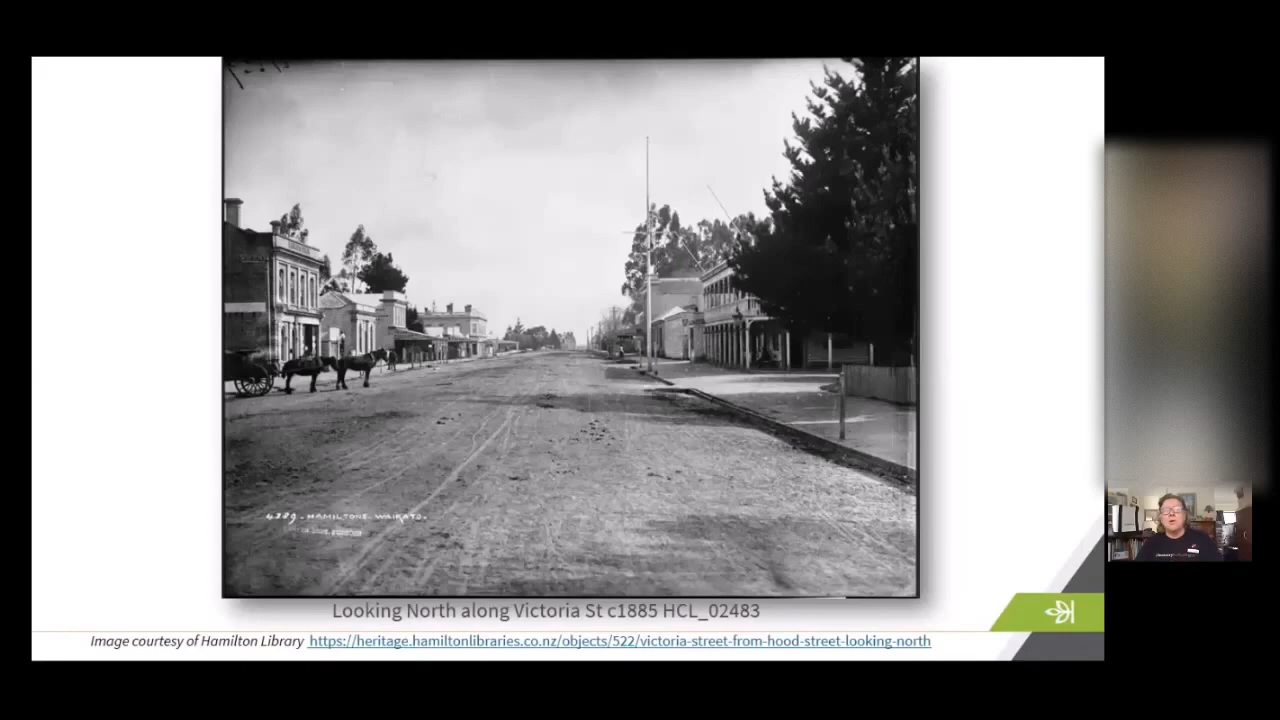 4329 - HAMILTON - WAIKATO -
Looking North along Victoria St c1885 HCL_02483
Image courtesy of Hamilton Library https://heritage.hamiltonlibraries.co.nz/objects/522/victoria-street-from-hood-street-looking-north